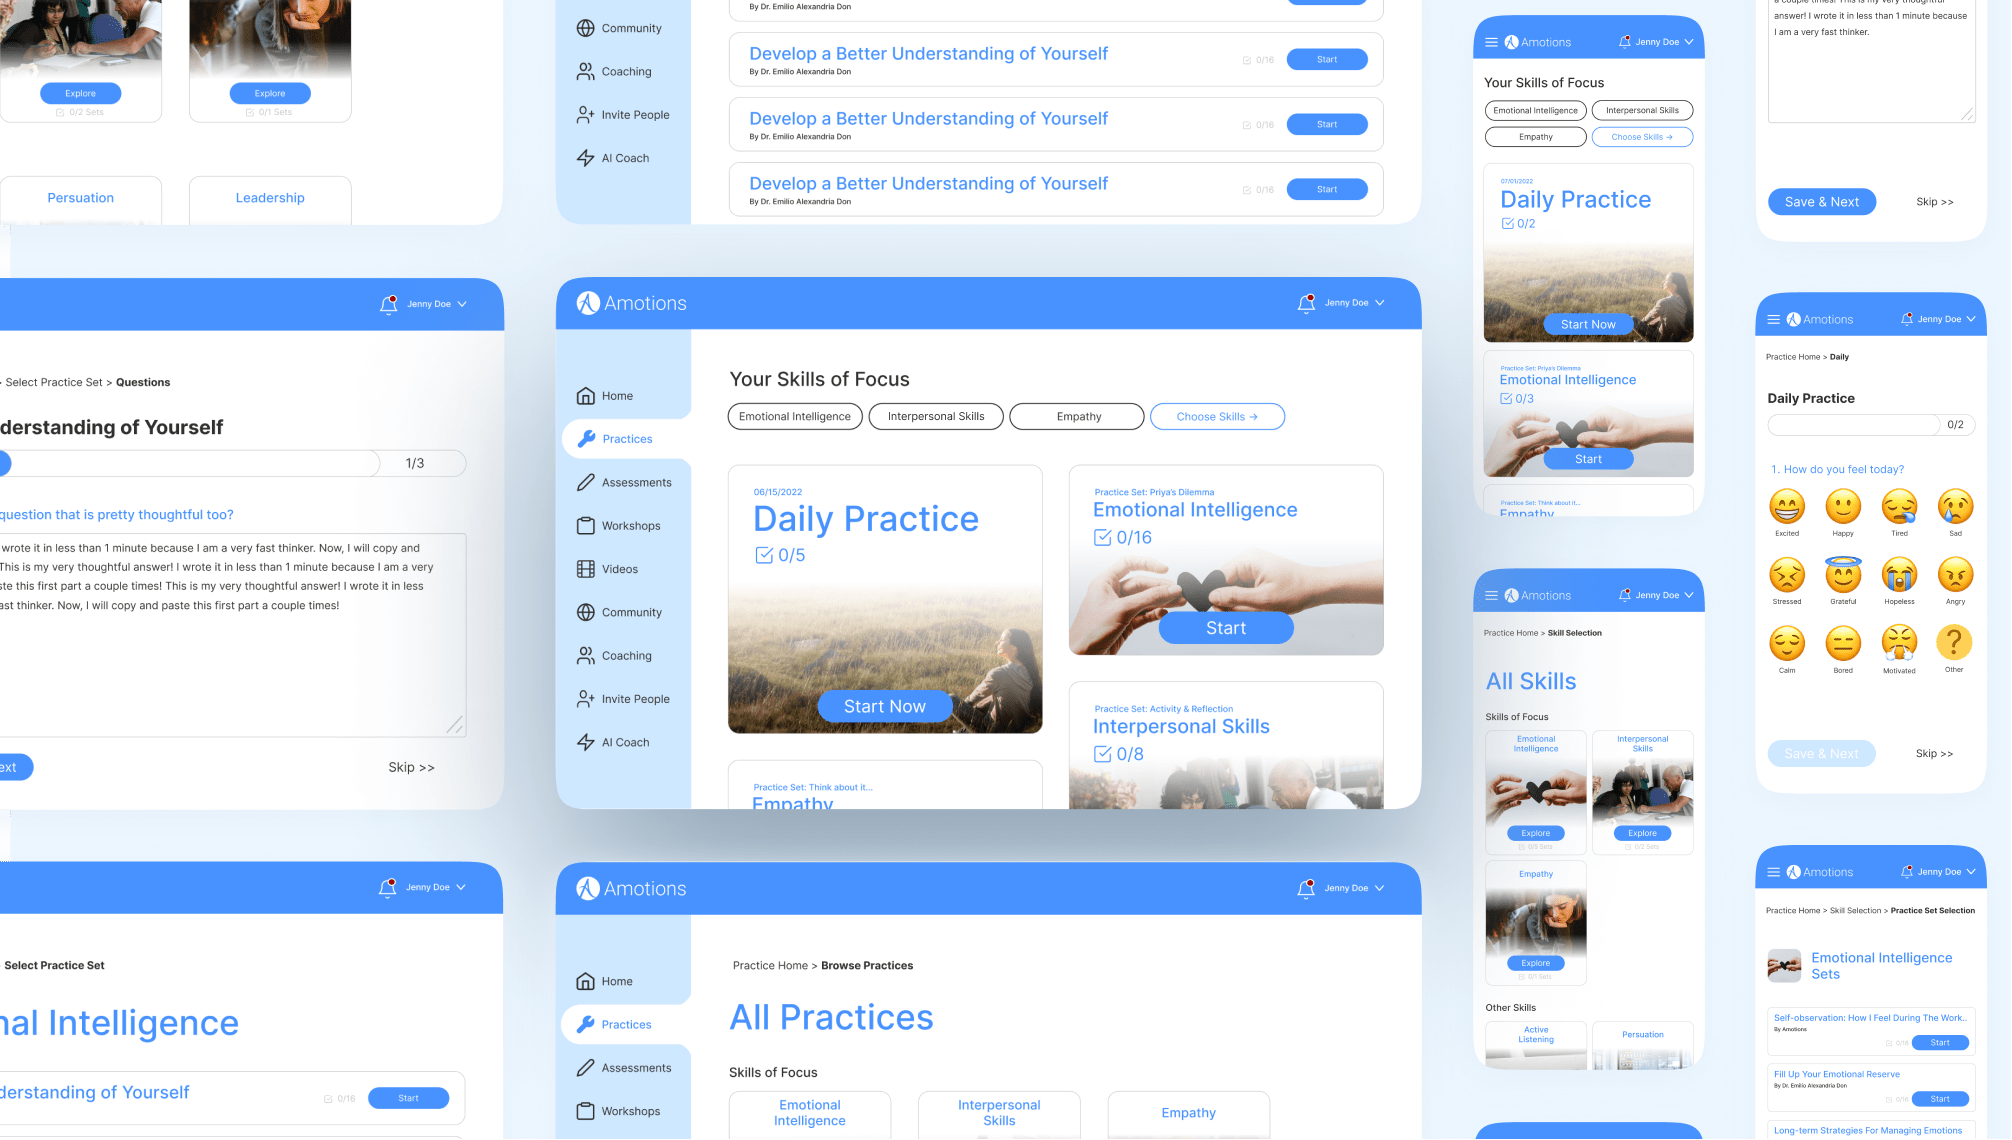 Explore
0/2 Sets
Explore
0/1 Sets
Persuation
Leadership
Community
Coaching
Invite People
AI Coach
By Dr. Emilio Alexandria Don
Develop a Better Understanding of Yourself
By Dr. Emilio Alexandria Don
0/16
Start
Develop a Better Understanding of Yourself
By Dr. Emilio Alexandria Don
0/16
Start
Develop a Better Understanding of Yourself
By Dr. Emilio Alexandria Don
0/16
Start
Jenny Doe
> Select Practice Set > Questions
derstanding of Yourself
1/3
question that is pretty thoughtful too?
wrote it in less than 1 minute because I am a very fast thinker. Now, I will copy and
This is my very thoughtful answer! I wrote it in less than 1 minute because I am a very
ste this first part a couple times! This is my very thoughtful answer! I wrote it in less
ast thinker. Now, I will copy and paste this first part a couple times!
ext
Skip >>
Amotions
Jenny Doe
Home
Practices
Assessments
Workshops
Videos
Community
Coaching
Invite People
AI Coach
Your Skills of Focus
Emotional Intelligence
Interpersonal Skills
Empathy
Choose Skills →
06/15/2022
Daily Practice
0/5
Start Now
Practice Set: Priya's Dilemma
Emotional Intelligence
0/16
Start
Practice Set: Think about it...
Empathy
Practice Set: Activity & Reflection
Interpersonal Skills
0/8
Jenny Doe
Select Practice Set
nal Intelligence
derstanding of Yourself
0/16
Start
Amotions
Jenny Doe
Home
Practices
Assessments
Workshops
Practice Home > Browse Practices
All Practices
Skills of Focus
Emotional
Intelligence
Interpersonal
Skills
Empathy
Amotions
Jenny Doe
Your Skills of Focus
Emotional Intelligence
Interpersonal Skills
Empathy
Choose Skills →
07/01/2022
Daily Practice
0/2
Start Now
Practice Set: Priya's Dilemma
Emotional Intelligence
0/3
Start
Practice Set: Think about it...
Empathy
Amotions
Jenny Doe
Practice Home > Skill Selection
All Skills
Skills of Focus
Emotional
Intelligence
Explore
0/5 Sets
Interpersonal
Skills
Explore
0/2 Sets
Empathy
Explore
0/1 Sets
Other Skills
Active
Listening
Persuation
a couple times! This is my very thoughtful
answer! I wrote it in less than 1 minute because
I am a very fast thinker.
Save & Next
Skip >>
Amotions
Jenny Doe
Practice Home > Daily
Daily Practice
0/2
1. How do you feel today?
Excited
Happy
Tired
Sad
Stressed
Grateful
Hopeless
Angry
Calm
Bored
Motivated
Other
Save & Next
Skip >>
Amotions
Jenny Doe
Practice Home > Skill Selection > Practice Set Selection
Emotional Intelligence
Sets
Self-observation: How I Feel During The Work..
By Amotions
0/16
Start
Fill Up Your Emotional Reserve
By Dr. Emilio Alexandria Don
0/16
Start
Long-term Strategies For Managing Emotions